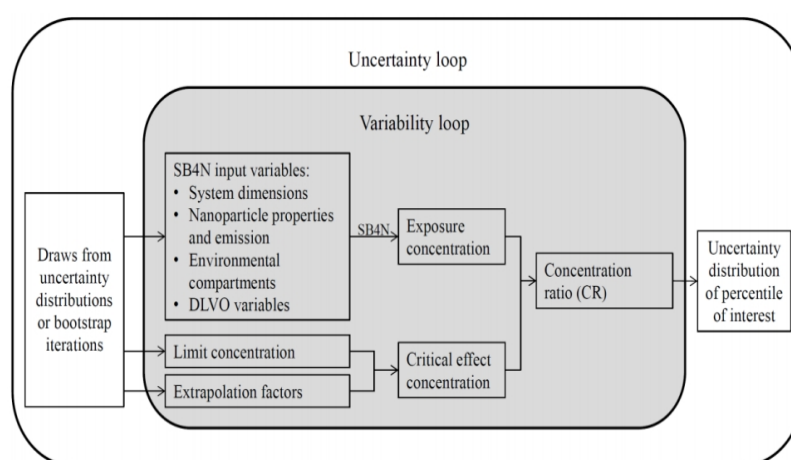 Uncertainty loop
Variability loop
Draws from
uncertainty
distributions
or bootstrap
iterations
SB4N input variables:
• System dimensions
• Nanoparticle properties
and emission
• Environmental
compartments
• DLVO variables
SB4N
Exposure
concentration
Limit concentration
Extrapolation factors
Critical effect
concentration
Concentration
ratio (CR)
Uncertainty
distribution
of percentile
of interest